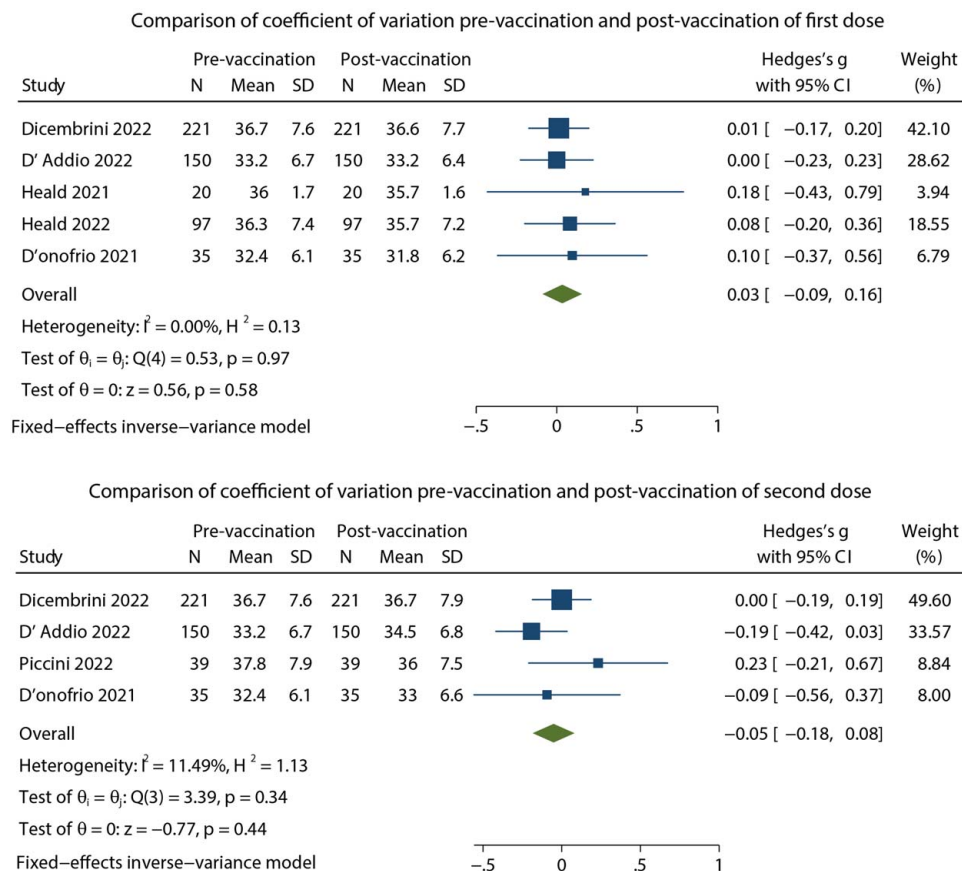 Comparison of coefficient of variation pre-vaccination and post-vaccination of first dose
Pre-vaccination Post-vaccination Hedges's g Weight
Study N Mean SD N Mean SD with 95% CI (%)
Dicembrini 2022 221 36.7 7.6 221 36.6 7.7 0.01 [ −0.17, 0.20] 42.10
D' Addio 2022 150 33.2 6.7 150 33.2 6.4 0.00 [ −0.23, 0.23] 28.62
Heald 2021 20 36 1.7 20 35.7 1.6 0.18 [ −0.43, 0.79] 3.94
Heald 2022 97 36.3 7.4 97 35.7 7.2 0.08 [ −0.20, 0.36] 18.55
D'onofrio 2021 35 32.4 6.1 35 31.8 6.2 0.10 [ −0.37, 0.56] 6.79
Overall 0.03 [ −0.09, 0.16]
Heterogeneity: I² = 0.00%, H² = 0.13
Test of θᵢ = θⱼ: Q(4) = 0.53, p = 0.97
Test of θ = 0: z = 0.56, p = 0.58
−.5 0 .5 1
Fixed−effects inverse−variance model
Comparison of coefficient of variation pre-vaccination and post-vaccination of second dose
Pre-vaccination Post-vaccination Hedges's g Weight
Study N Mean SD N Mean SD with 95% CI (%)
Dicembrini 2022 221 36.7 7.6 221 36.7 7.9 0.00 [ −0.19, 0.19] 49.60
D' Addio 2022 150 33.2 6.7 150 34.5 6.8 −0.19 [ −0.42, 0.03] 33.57
Piccini 2022 39 37.8 7.9 39 36 7.5 0.23 [ −0.21, 0.67] 8.84
D'onofrio 2021 35 32.4 6.1 35 33 6.6 −0.09 [ −0.56, 0.37] 8.00
Overall −0.05 [ −0.18, 0.08]
Heterogeneity: I² = 11.49%, H² = 1.13
Test of θᵢ = θⱼ: Q(3) = 3.39, p = 0.34
Test of θ = 0: z = −0.77, p = 0.44
Fixed−effects inverse−variance model
−.5 0 .5 1